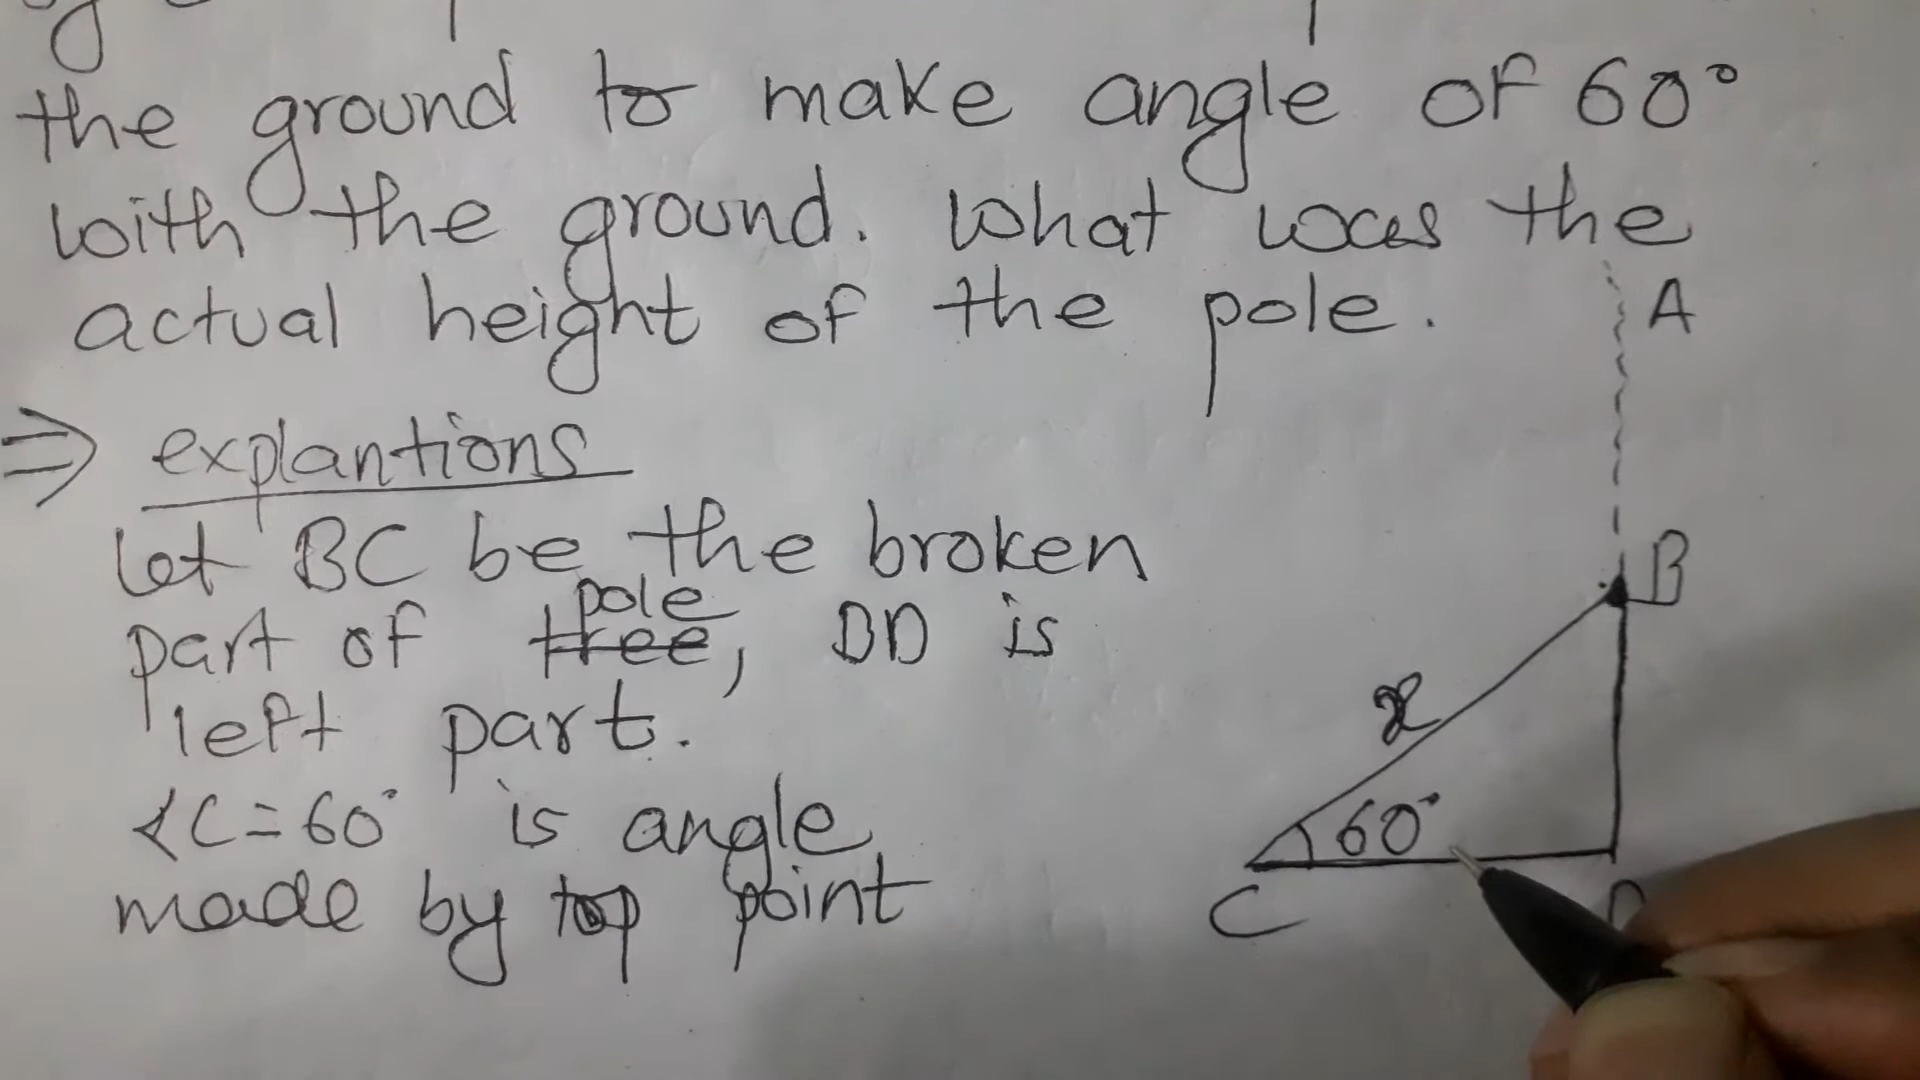 the ground to make angle of 60°
with the ground. What was the
actual height of the pole.
⇒ explantions
Let BC be the broken
pole
part of tree, BD is
left part.
∠C=60° is angle
made by top point
A
B
x
60°
C